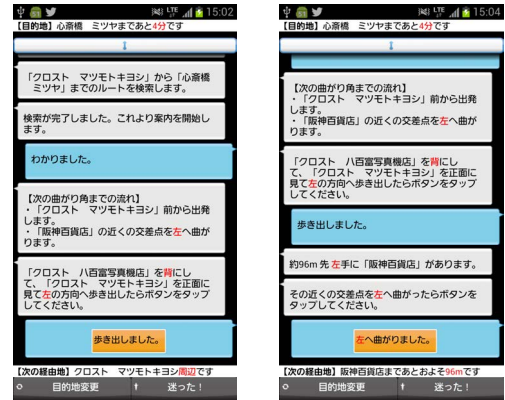 15:02
【目的地】心斎橋　ミツヤまであと4分です
「クロスト　マツモトキヨシ」から「心斎橋
ミツヤ」までのルートを検索します。
検索が完了しました。これより案内を開始し
ます。
わかりました。
【次の曲がり角までの流れ】
・「クロスト　マツモトキヨシ」前から出発
します。
・「阪神百貨店」の近くの交差点を左へ曲が
ります。
「クロスト　八百富写真機店」を背にし
て、「クロスト　マツモトキヨシ」を正面に
見て左の方向へ歩き出したらボタンをタップ
してください。
歩き出しました。
【次の経由地】クロスト　マツモトキヨシ周辺です
目的地変更
迷った！
15:04
【目的地】心斎橋　ミツヤまであと4分です
【次の曲がり角までの流れ】
・「クロスト　マツモトキヨシ」前から出発
します。
・「阪神百貨店」の近くの交差点を左へ曲が
ります。
「クロスト　八百富写真機店」を背にし
て、「クロスト　マツモトキヨシ」を正面に
見て左の方向へ歩き出したらボタンをタップ
してください。
歩き出しました。
約96m 先 左手に「阪神百貨店」があります。
その近くの交差点を左へ曲がったらボタンを
タップしてください。
左へ曲がりました。
【次の経由地】阪神百貨店まであとおよそ96mです
目的地変更
迷った！